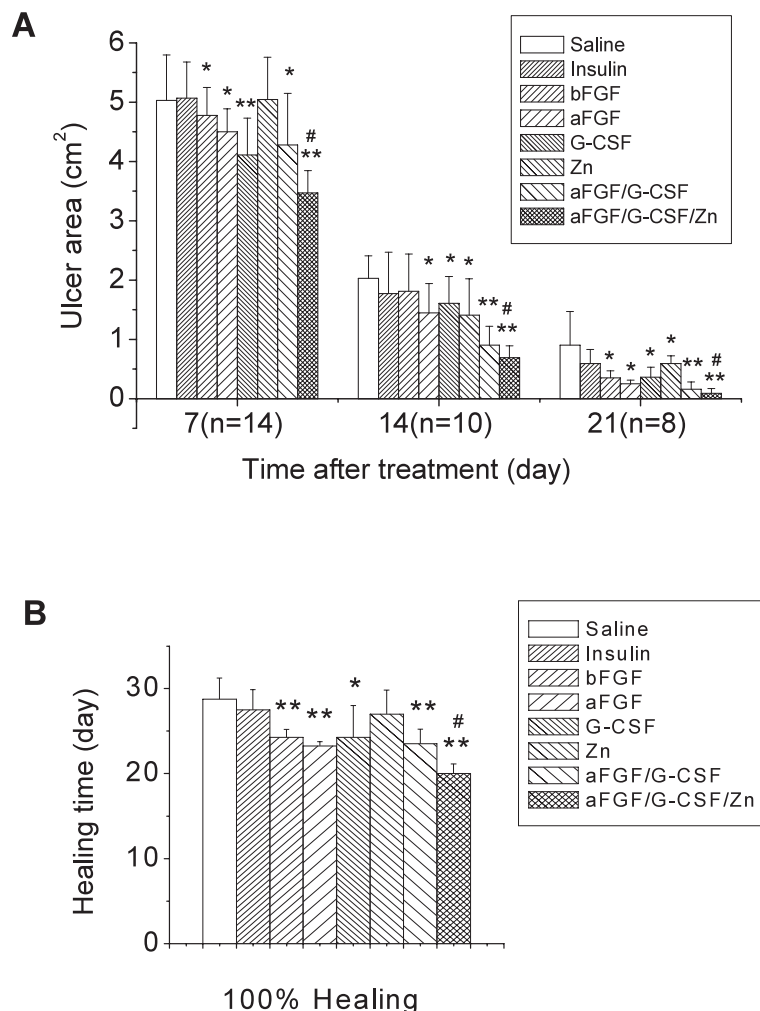 A
Ulcer area (cm²)
6
5
4
3
2
1
0
* * ** * # **
* * * ** # **
* * * * ** # **
7(n=14) 14(n=10) 21(n=8)
Time after treatment (day)
Saline
Insulin
bFGF
aFGF
G-CSF
Zn
aFGF/G-CSF
aFGF/G-CSF/Zn
B
Healing time (day)
30
20
10
0
** ** * ** # **
100% Healing
Saline
Insulin
bFGF
aFGF
G-CSF
Zn
aFGF/G-CSF
aFGF/G-CSF/Zn